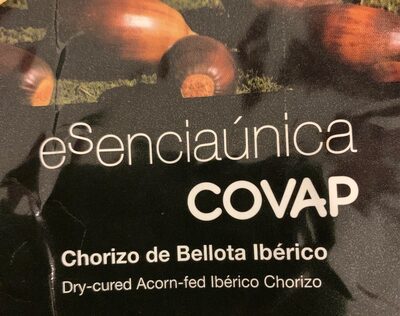 esenciaúnica
COVAP
Chorizo de Bellota Ibérico
Dry-cured Acorn-fed Ibérico Chorizo